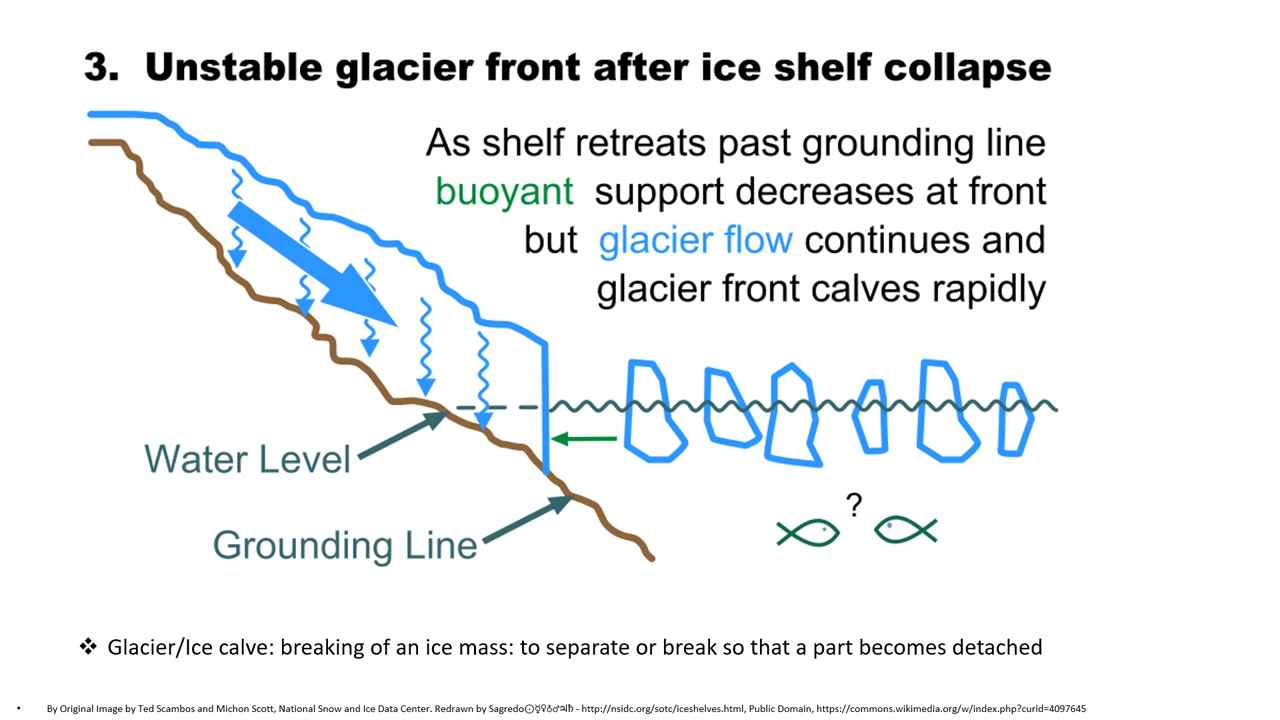 3. Unstable glacier front after ice shelf collapse
As shelf retreats past grounding line
buoyant support decreases at front
but glacier flow continues and
glacier front calves rapidly
Water Level
?
Grounding Line
❖ Glacier/Ice calve: breaking of an ice mass: to separate or break so that a part becomes detached
• By Original Image by Ted Scambos and Michon Scott, National Snow and Ice Data Center. Redrawn by Sagredo⊙☿♀♁♂♃♄ - http://nsidc.org/sotc/iceshelves.html, Public Domain, https://commons.wikimedia.org/w/index.php?curid=4097645